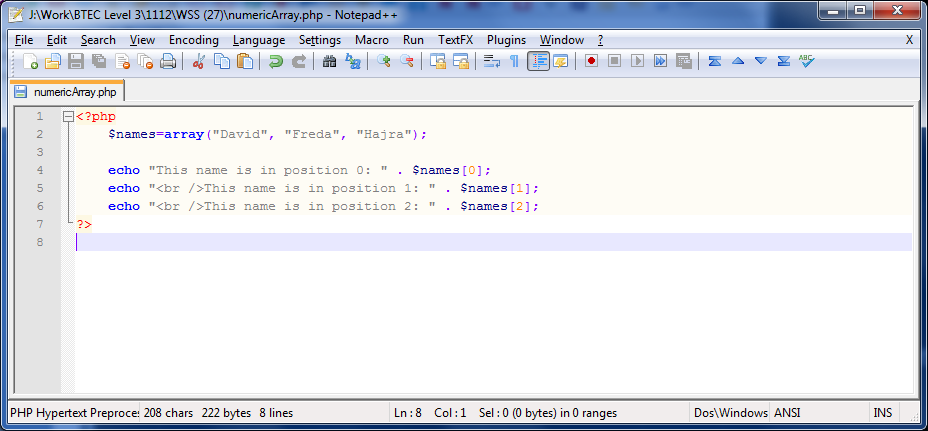 J:\Work\BTEC Level 3\1112\WSS (27)\numericArray.php - Notepad++
File Edit Search View Encoding Language Settings Macro Run TextFX Plugins Window ? X
numericArray.php
1 <?php
2 $names=array("David", "Freda", "Hajra");
3
4 echo "This name is in position 0: " . $names[0];
5 echo "<br />This name is in position 1: " . $names[1];
6 echo "<br />This name is in position 2: " . $names[2];
7 ?>
8
PHP Hypertext Preproces 208 chars 222 bytes 8 lines Ln : 8 Col : 1 Sel : 0 (0 bytes) in 0 ranges Dos\Windows ANSI INS